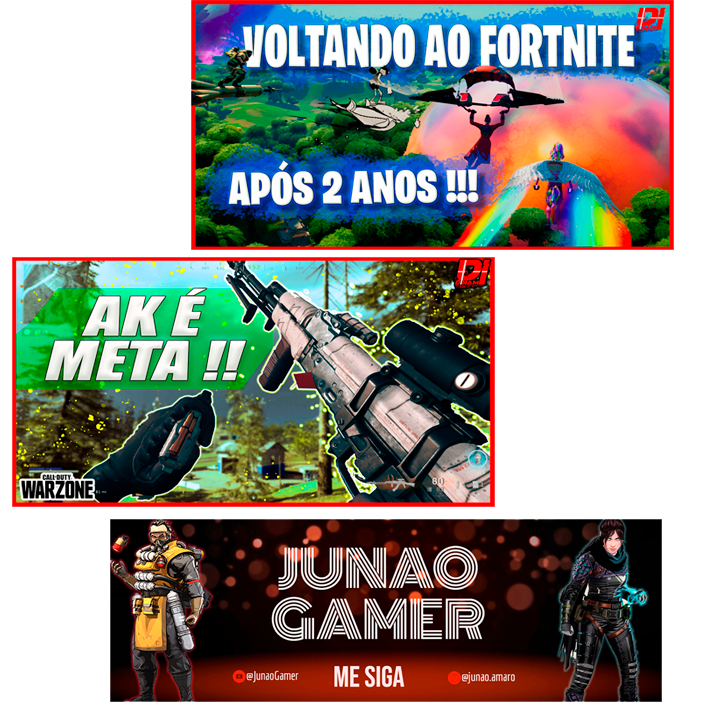 VOLTANDO AO FORTNITE
APÓS 2 ANOS !!!
AK É
META !!
CALL OF DUTY
WARZONE
60
JUNAO
GAMER
@JunaoGamer
ME SIGA
@junao.amaro